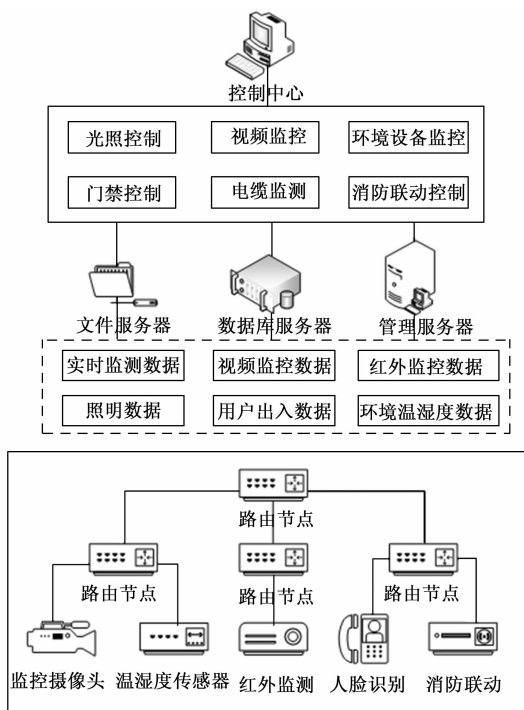 控制中心
光照控制 视频监控 环境设备监控
门禁控制 电缆监测 消防联动控制
文件服务器 数据库服务器 管理服务器
实时监测数据 视频监控数据 红外监控数据
照明数据 用户出入数据 环境温湿度数据
路由节点
路由节点 路由节点 路由节点
监控摄像头 温湿度传感器 红外监测 人脸识别 消防联动